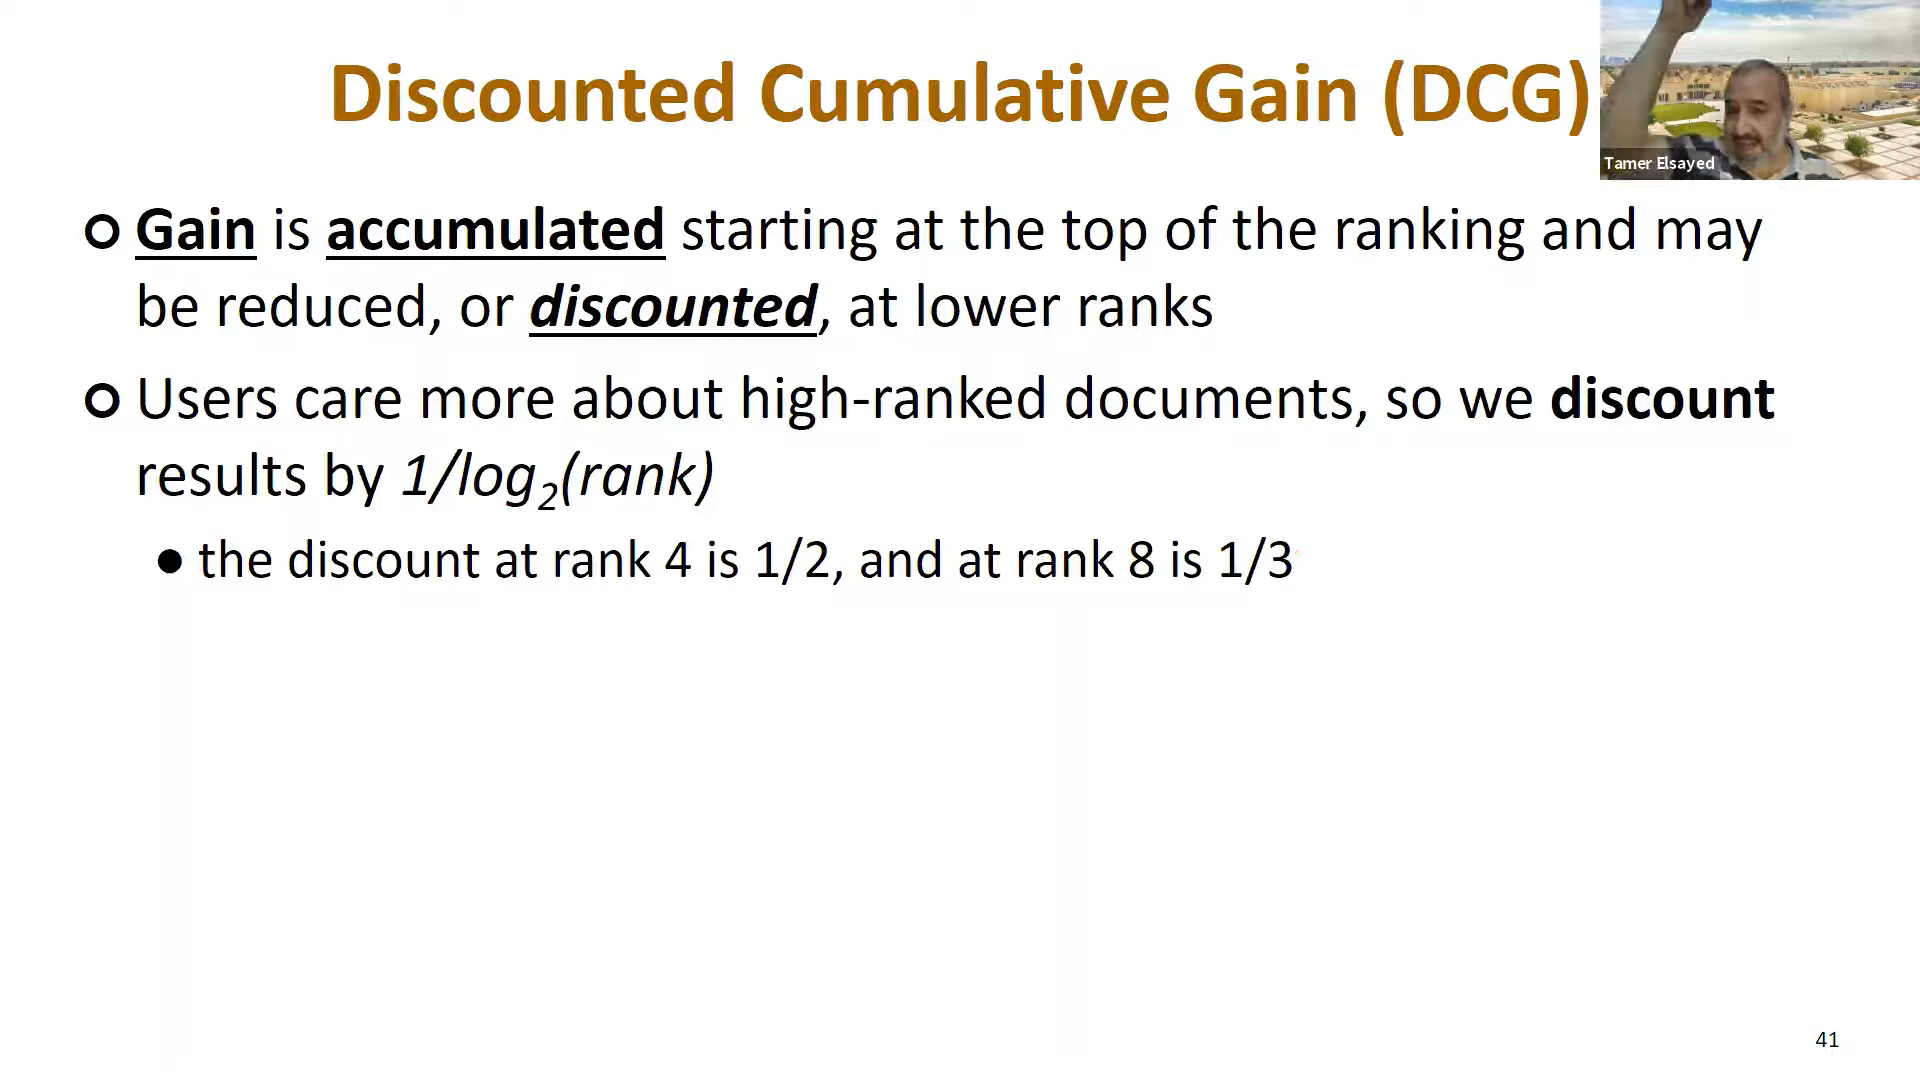 Discounted Cumulative Gain (DCG)
Tamer Elsayed
Gain is accumulated starting at the top of the ranking and may
be reduced, or discounted, at lower ranks
Users care more about high-ranked documents, so we discount
results by 1/log₂(rank)
the discount at rank 4 is 1/2, and at rank 8 is 1/3
41